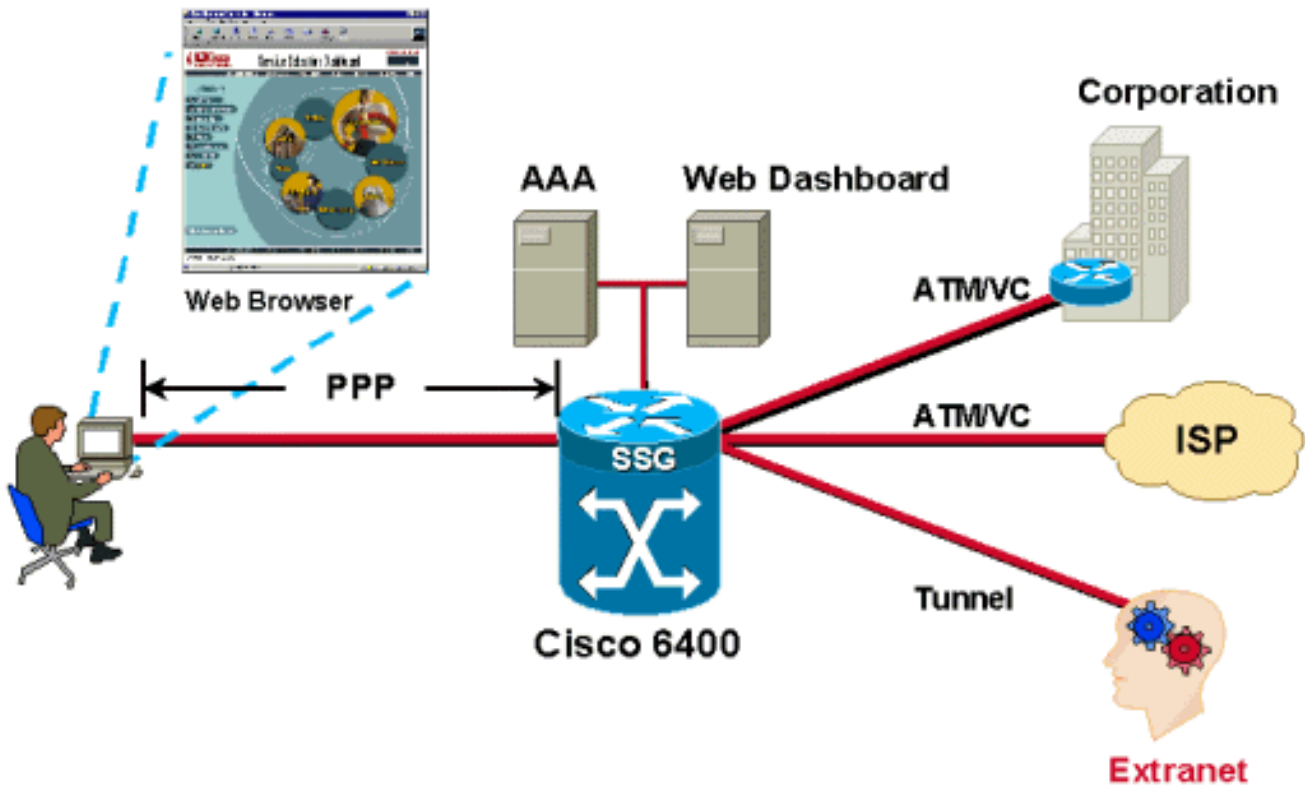 Corporation
AAA
Web Dashboard
ATM/VC
Web Browser
PPP
ATM/VC
ISP
SSG
Tunnel
Cisco 6400
Extranet